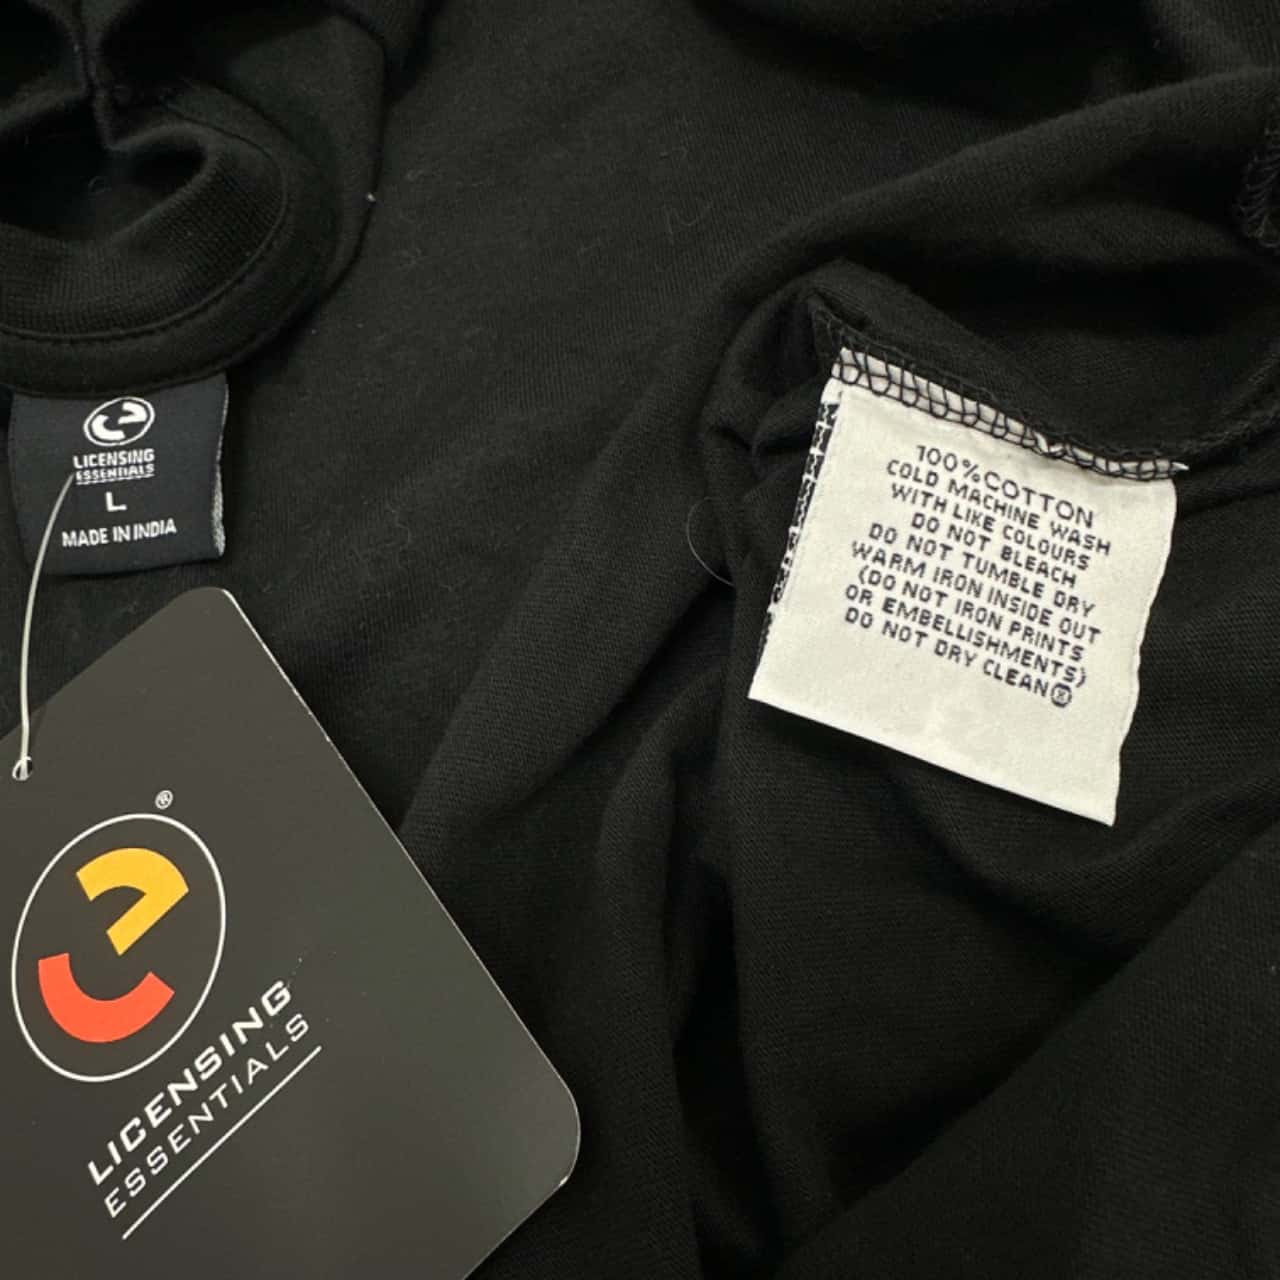 LICENSING
ESSENTIALS
L
MADE IN INDIA
100%COTTON
COLD MACHINE WASH
WITH LIKE COLOURS
DO NOT BLEACH
DO NOT TUMBLE DRY
WARM IRON INSIDE OUT
(DO NOT IRON PRINTS
OR EMBELLISHMENTS)
DO NOT DRY CLEAN
®
LICENSING
ESSENTIALS